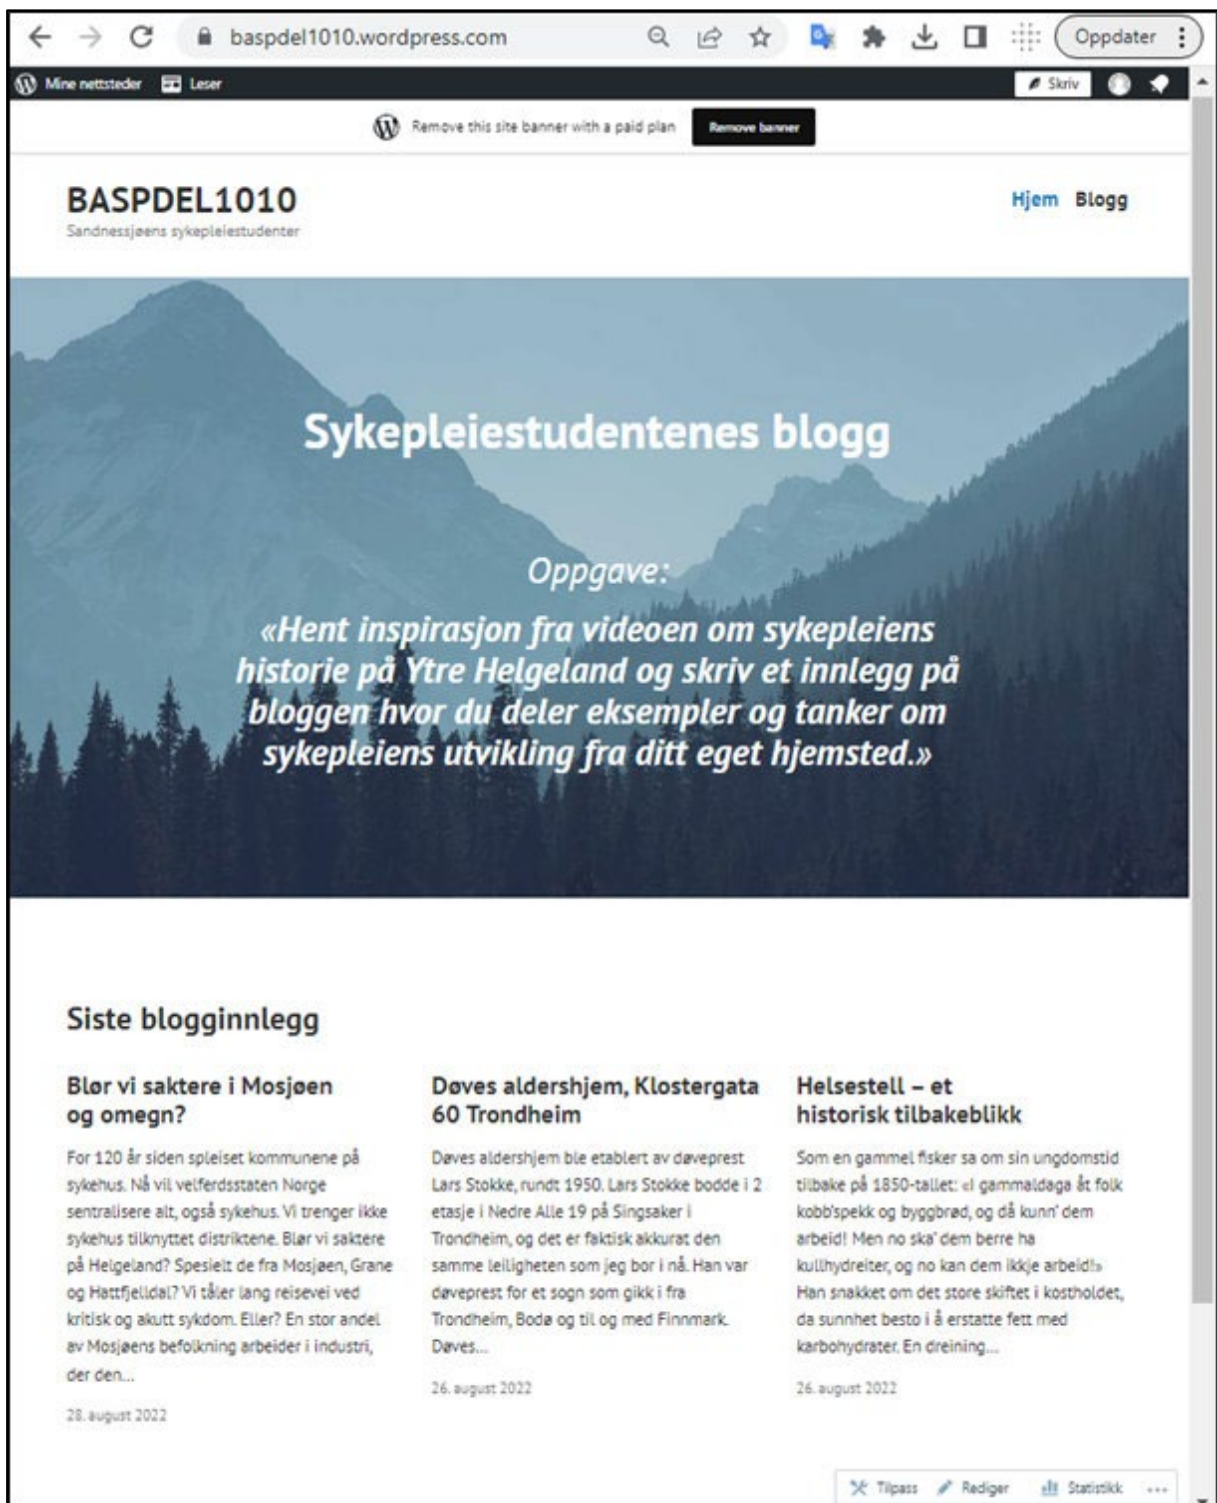 baspdel1010.wordpress.com
Oppdater
Mine nettsteder Leser Skriv
Remove this site banner with a paid plan Remove banner
BASPDEL1010
Sandnessjøens sykepleiestudenter
Hjem Blogg
Sykepleiestudentenes blogg
Oppgave:
«Hent inspirasjon fra videoen om sykepleiens
historie på Ytre Helgeland og skriv et innlegg på
bloggen hvor du deler eksempler og tanker om
sykepleiens utvikling fra ditt eget hjemsted.»
Siste blogginnlegg
Blør vi saktere i Mosjøen
og omegn?
For 120 år siden spleiset kommunene på
sykehus. Nå vil velferdsstaten Norge
sentralisere alt, også sykehus. Vi trenger ikke
sykehus tilknyttet distriktene. Blør vi saktere
på Helgeland? Spesielt de fra Mosjøen, Grane
og Hattfjelldal? Vi tåler lang reisevei ved
kritisk og akutt sykdom. Eller? En stor andel
av Mosjøens befolkning arbeider i industri,
der den...
28. august 2022
Døves aldershjem, Klostergata
60 Trondheim
Døves aldershjem ble etablert av døveprest
Lars Stokke, rundt 1950. Lars Stokke bodde i 2
etasje i Nedre Alle 19 på Singsaker i
Trondheim, og det er faktisk akkurat den
samme leiligheten som jeg bor i nå. Han var
døveprest for et sogn som gikk i fra
Trondheim, Bodø og til og med Finnmark.
Døves...
26. august 2022
Helsestell – et
historisk tilbakeblikk
Som en gammel fisker sa om sin ungdomstid
tilbake på 1850-tallet: «I gammaldaga åt folk
kobb'spekk og byggbrød, og då kunn' dem
arbeid! Men no ska' dem berre ha
kullhydreiter, og no kan dem ikkje arbeid!»
Han snakket om det store skiftet i kostholdet,
da sunnhet besto i å erstatte fett med
karbohydrater. En dreining...
26. august 2022
Tilpass Rediger Statistikk